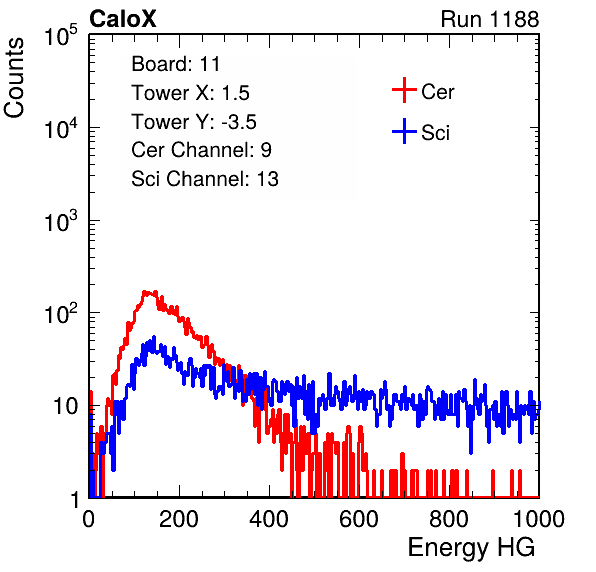 CaloX Run 1188
Counts
10^5
10^4
10^3
10^2
10
1
Board: 11
Tower X: 1.5
Tower Y: -3.5
Cer Channel: 9
Sci Channel: 13
Cer
Sci
0 200 400 600 800 1000
Energy HG